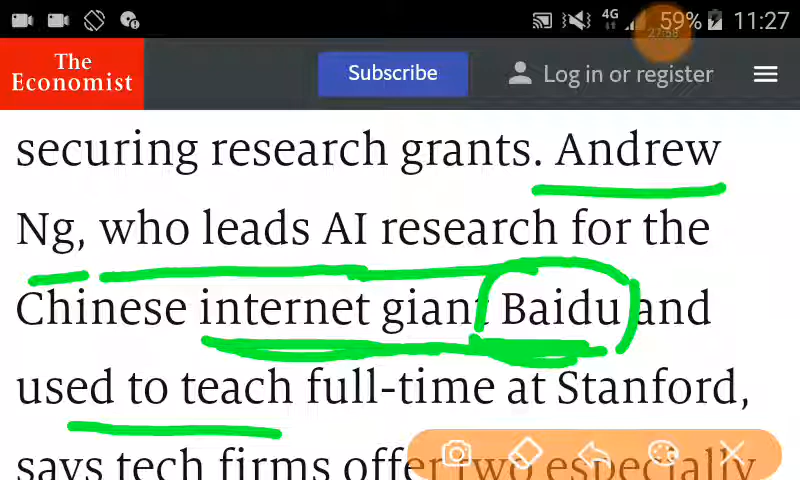 4G 59% 11:27
27:58
The
Economist
Subscribe
Log in or register
securing research grants. Andrew
Ng, who leads AI research for the
Chinese internet giant Baidu and
used to teach full-time at Stanford,
says tech firms offer two especially